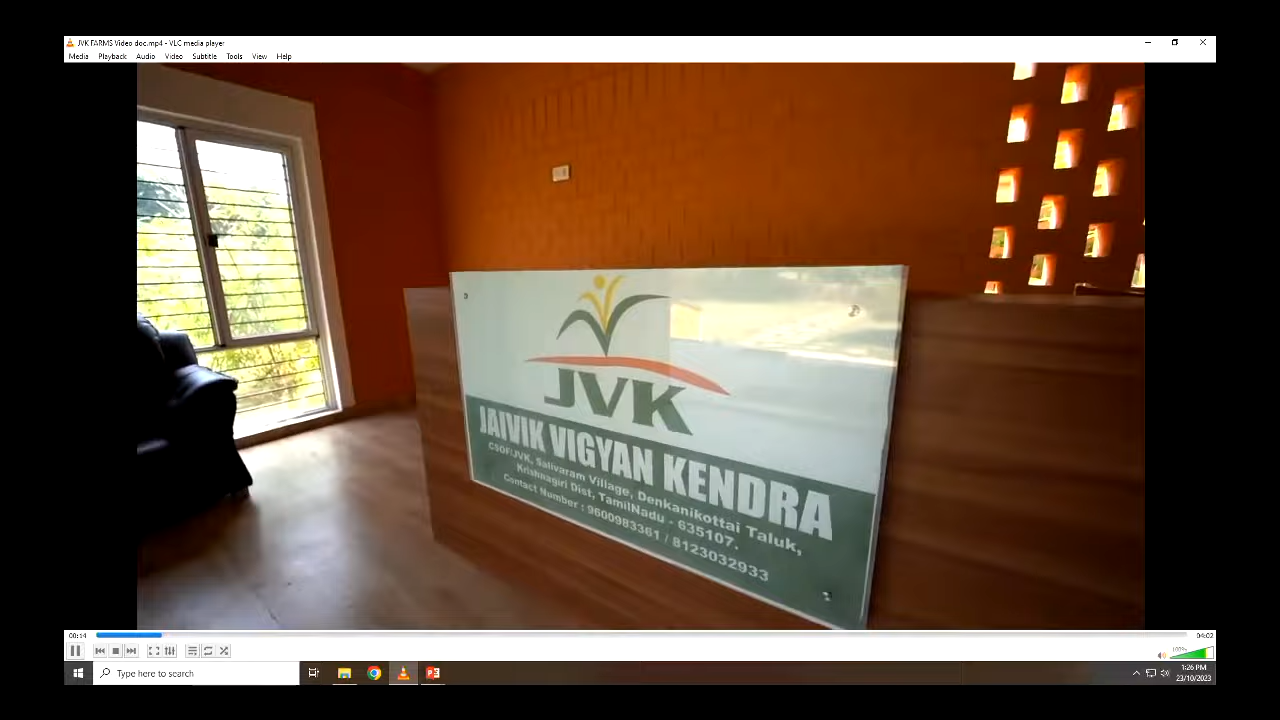 JVK FARMS Video doc.mp4 - VLC media player
Media Playback Audio Video Subtitle Tools View Help
JVK
JAIVIK VIGYAN KENDRA
CSOF/JVK, Salivaram Village, Denkanikottai Taluk,
Krishnagiri Dist, TamilNadu - 635107.
Contact Number : 9600983361 / 8123032933
00:14
04:02
100%
Type here to search
1:26 PM
23/10/2023